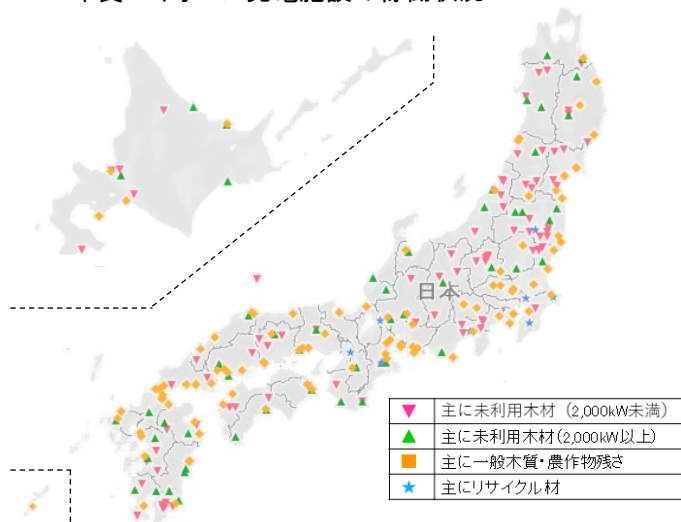 日本
主に未利用木材（2,000kW未満）
主に未利用木材(2,000kW以上)
主に一般木質・農作物残さ
主にリサイクル材